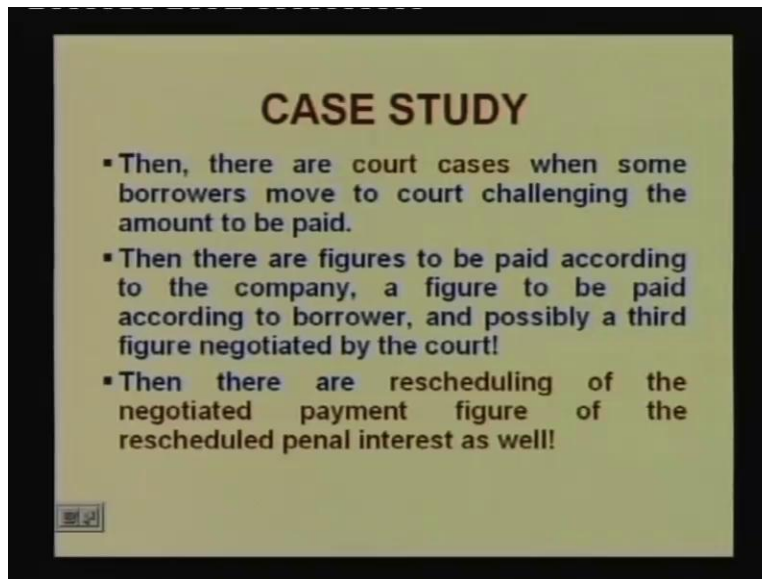 CASE STUDY
▪ Then, there are court cases when some
borrowers move to court challenging the
amount to be paid.
▪ Then there are figures to be paid according
to the company, a figure to be paid
according to borrower, and possibly a third
figure negotiated by the court!
▪ Then there are rescheduling of the
negotiated payment figure of the
rescheduled penal interest as well!